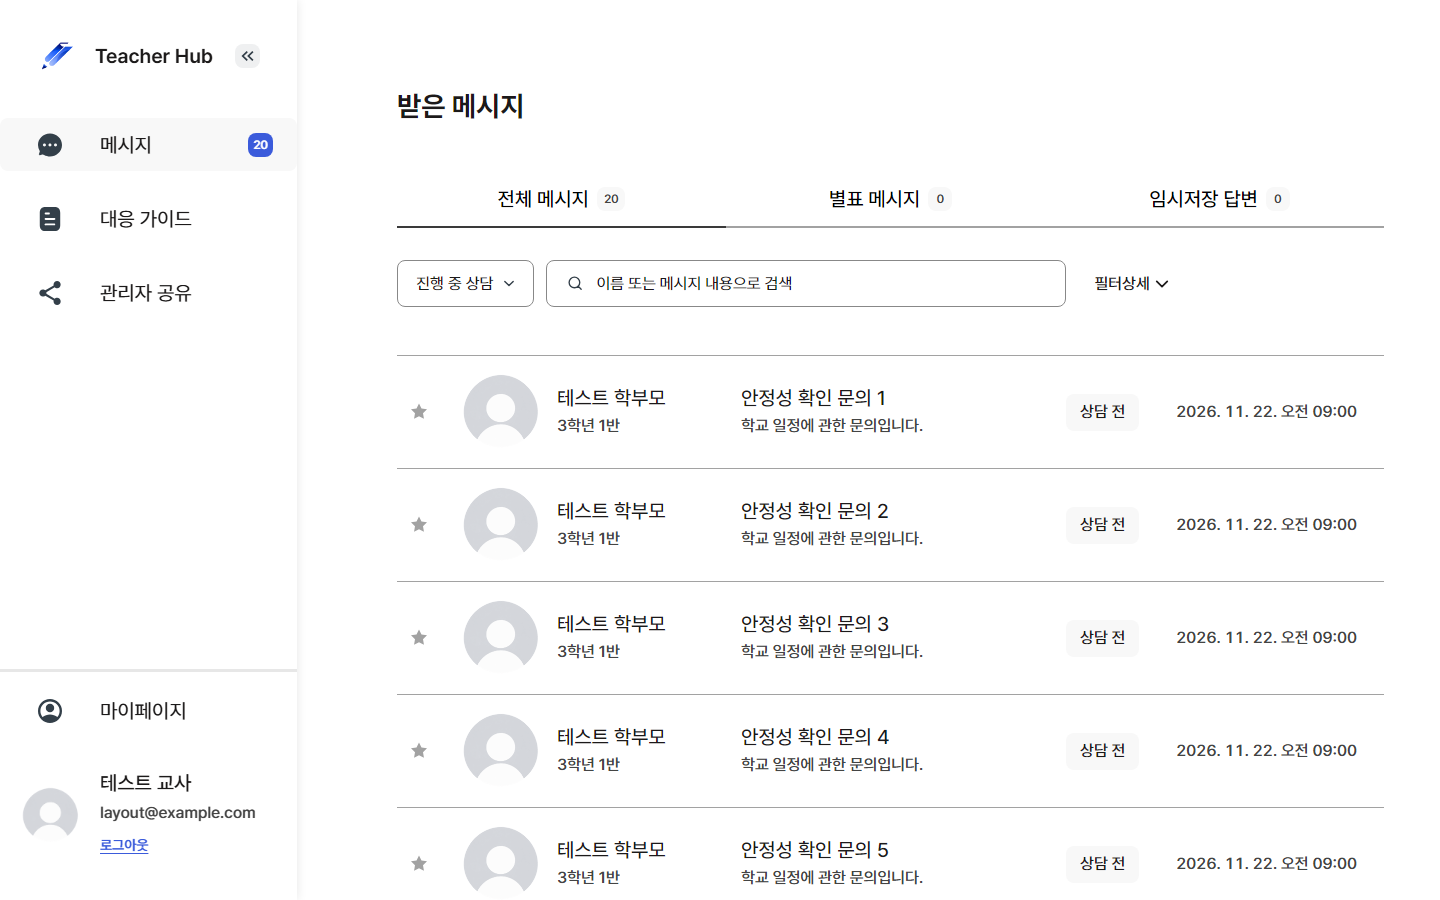 Teacher Hub
메시지 20
대응 가이드
관리자 공유
마이페이지
테스트 교사
layout@example.com
로그아웃
받은 메시지
전체 메시지 20 별표 메시지 0 임시저장 답변 0
진행 중 상담 이름 또는 메시지 내용으로 검색 필터상세
테스트 학부모 안정성 확인 문의 1
3학년 1반 학교 일정에 관한 문의입니다.
상담 전 2026. 11. 22. 오전 09:00
테스트 학부모 안정성 확인 문의 2
3학년 1반 학교 일정에 관한 문의입니다.
상담 전 2026. 11. 22. 오전 09:00
테스트 학부모 안정성 확인 문의 3
3학년 1반 학교 일정에 관한 문의입니다.
상담 전 2026. 11. 22. 오전 09:00
테스트 학부모 안정성 확인 문의 4
3학년 1반 학교 일정에 관한 문의입니다.
상담 전 2026. 11. 22. 오전 09:00
테스트 학부모 안정성 확인 문의 5
3학년 1반 학교 일정에 관한 문의입니다.
상담 전 2026. 11. 22. 오전 09:00